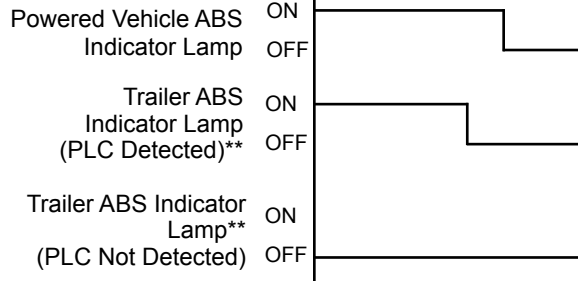 Powered Vehicle ABS ON
Indicator Lamp OFF
Trailer ABS ON
Indicator Lamp
(PLC Detected)** OFF
Trailer ABS Indicator ON
Lamp**
(PLC Not Detected) OFF